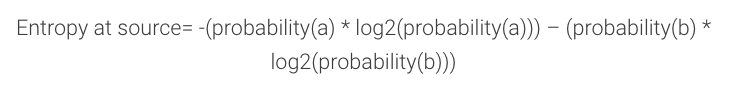 Entropy at source= -(probability(a) * log2(probability(a))) – (probability(b) *
log2(probability(b)))